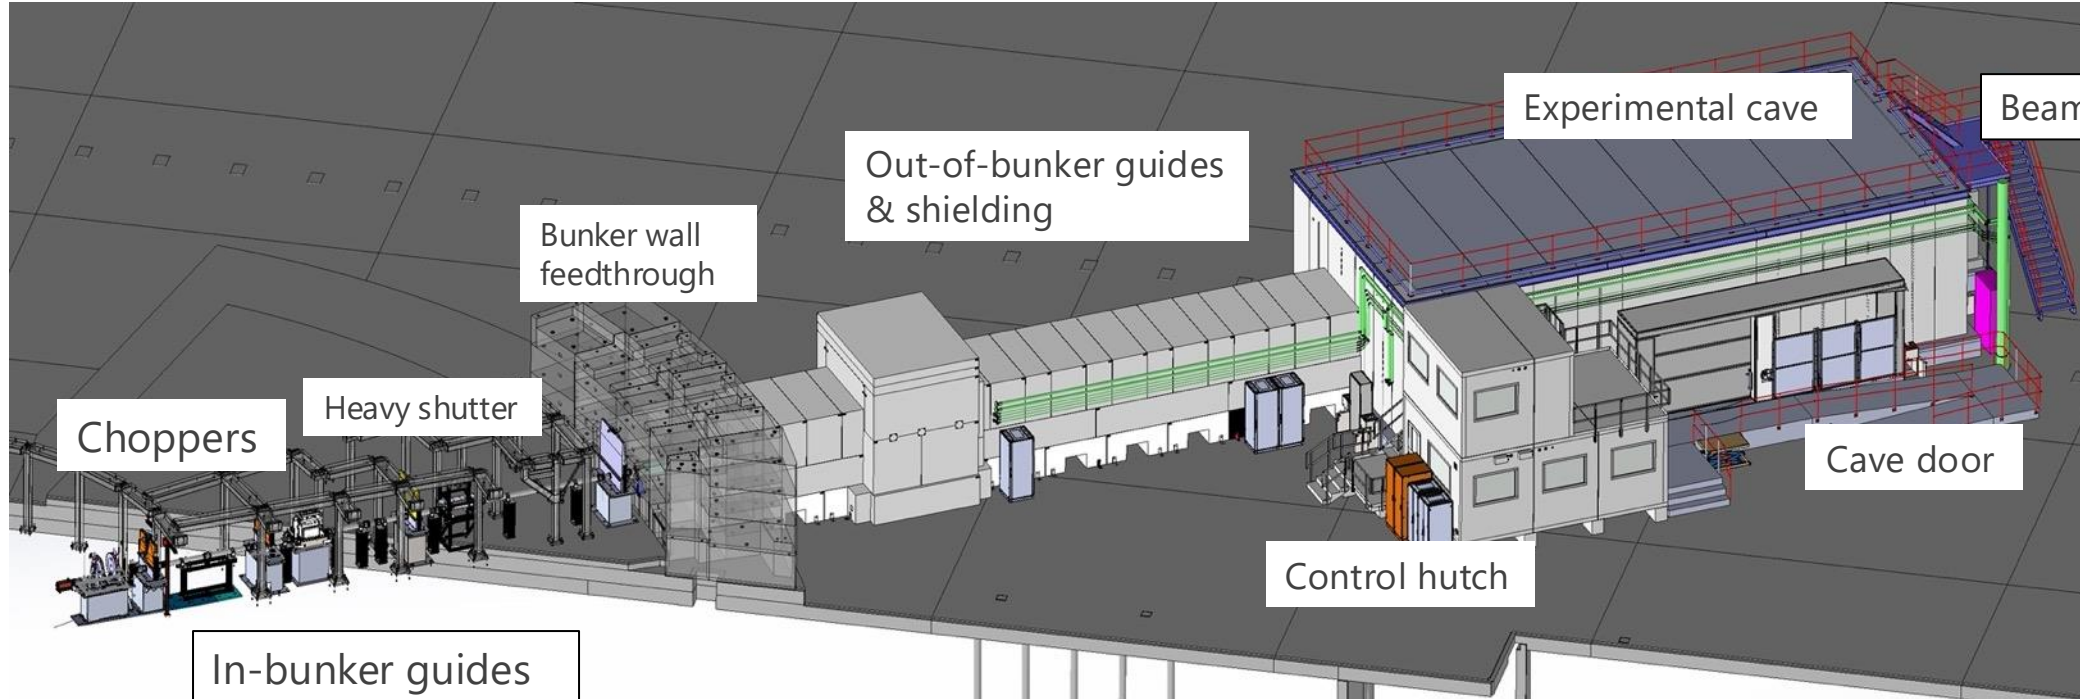 Experimental cave
Beam
Out-of-bunker guides
& shielding
Bunker wall
feedthrough
Heavy shutter
Choppers
Cave door
Control hutch
In-bunker guides